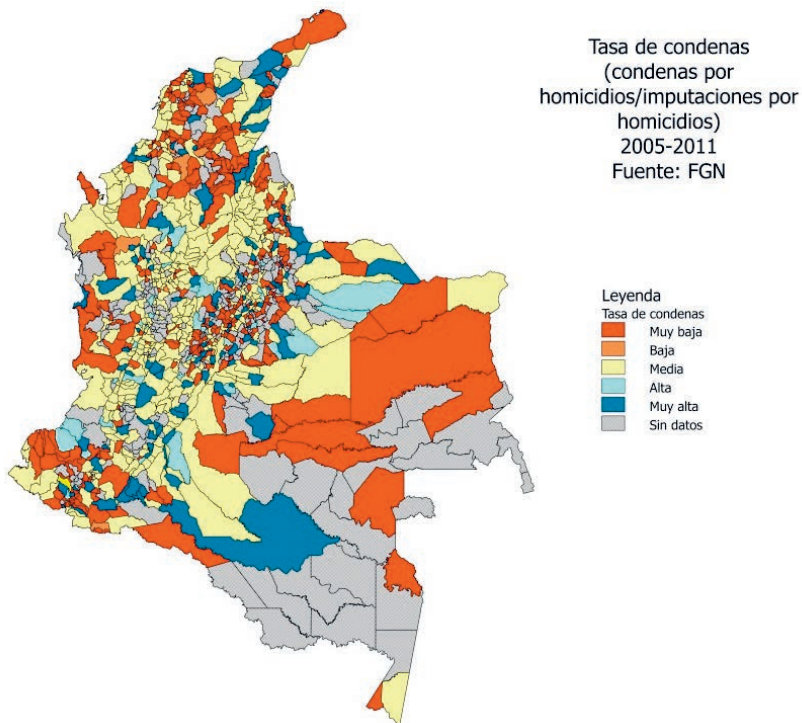 Tasa de condenas
(condenas por
homicidios/imputaciones por
homicidios)
2005-2011
Fuente: FGN
Leyenda
Tasa de condenas
Muy baja
Baja
Media
Alta
Muy alta
Sin datos